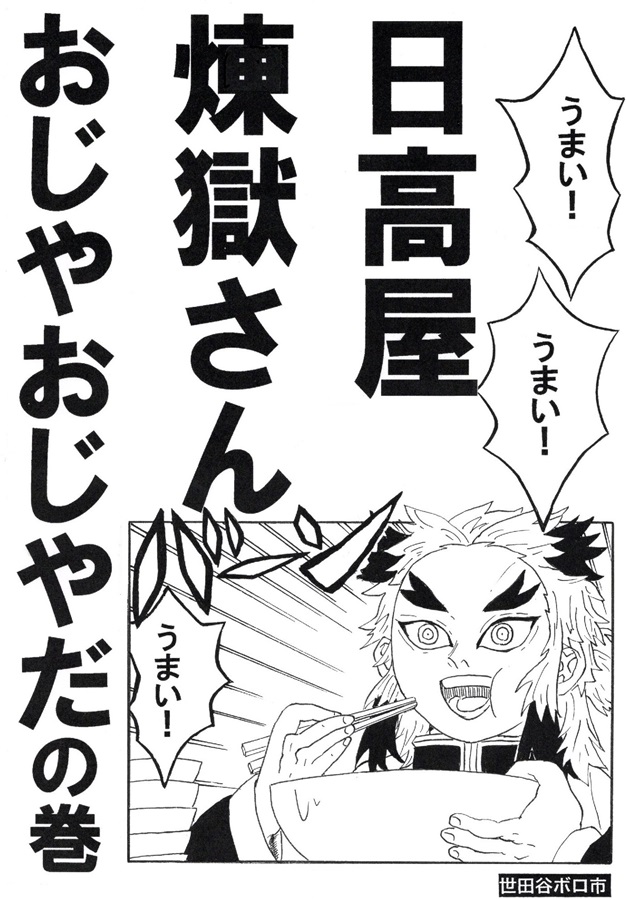 日高屋
煉獄さん
おじゃおじゃだの巻
うまい！
うまい！
バーン
うまい！
世田谷ボロ市